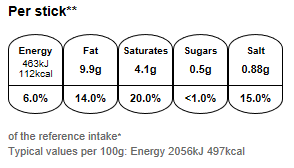 Per stick**
Energy Fat Saturates Sugars Salt
463kJ 9.9g 4.1g 0.5g 0.88g
112kcal
6.0% 14.0% 20.0% <1.0% 15.0%
of the reference intake*
Typical values per 100g: Energy 2056kJ 497kcal